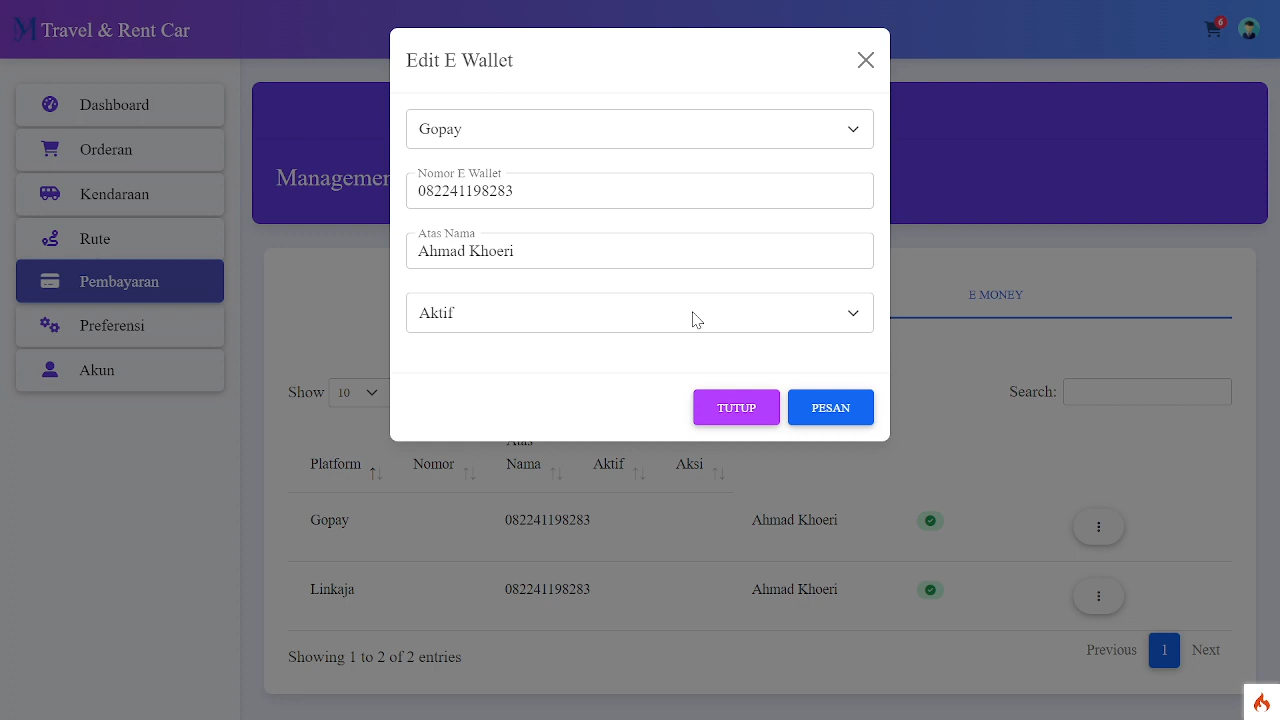 M Travel & Rent Car
6
Edit E Wallet
Gopay
Nomor E Wallet
082241198283
Atas Nama
Ahmad Khoeri
Aktif
TUTUP
PESAN
Dashboard
Orderan
Kendaraan
Rute
Pembayaran
Preferensi
Akun
Managemen
E MONEY
Show 10
Search:
Platform Nomor Atas Nama Aktif Aksi
Gopay 082241198283 Ahmad Khoeri
Linkaja 082241198283 Ahmad Khoeri
Showing 1 to 2 of 2 entries
Previous 1 Next